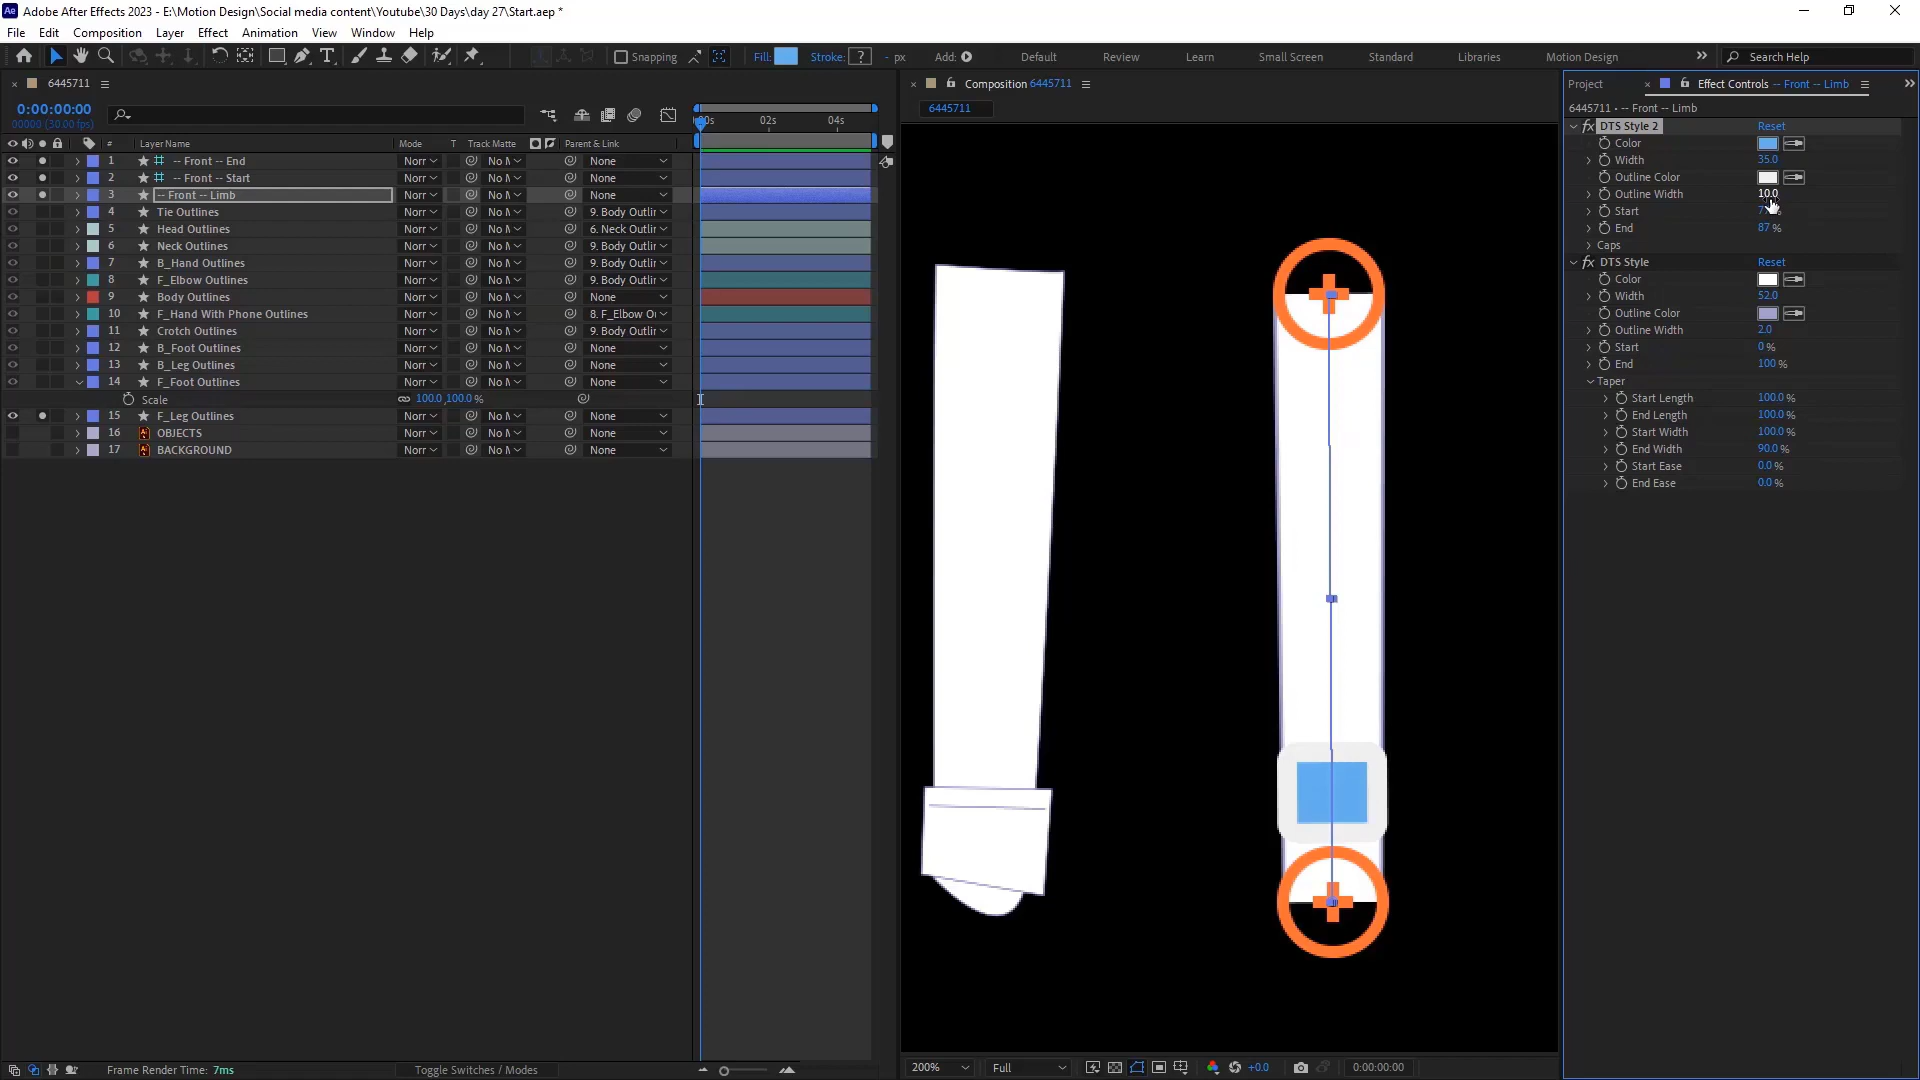 Adobe After Effects 2023 - E:\Motion Design\Social media content\Youtube\30 Days\day 27\Start.aep *
File Edit Composition Layer Effect Animation View Window Help
Snapping Fill: Stroke: ? - px Add: Default Review Learn Small Screen Standard Libraries Motion Design Search Help
6445711
0:00:00:00
00000 (30.00 fps)
00s 02s 04s
# Layer Name Mode T Track Matte Parent & Link
1 -- Front -- End Norr No M None
2 -- Front -- Start Norr No M None
3 -- Front -- Limb Norr No M None
4 Tie Outlines Norr No M 9. Body Outlir
5 Head Outlines Norr No M 6. Neck Outlir
6 Neck Outlines Norr No M 9. Body Outlir
7 B_Hand Outlines Norr No M 9. Body Outlir
8 F_Elbow Outlines Norr No M 9. Body Outlir
9 Body Outlines Norr No M None
10 F_Hand With Phone Outlines Norr No M 8. F_Elbow O
11 Crotch Outlines Norr No M 9. Body Outlir
12 B_Foot Outlines Norr No M None
13 B_Leg Outlines Norr No M None
14 F_Foot Outlines Norr No M None
Scale 100.0,100.0 %
15 F_Leg Outlines Norr No M None
16 OBJECTS Norr No M None
17 BACKGROUND Norr No M None
Frame Render Time: 7ms Toggle Switches / Modes
Composition 6445711
6445711
200% Full +0.0 0:00:00:00
Project Effect Controls -- Front -- Limb
6445711 • -- Front -- Limb
fx DTS Style 2 Reset
Color
Width 35.0
Outline Color
Outline Width 10.0
Start
End 87 %
Caps
fx DTS Style Reset
Color
Width 52.0
Outline Color
Outline Width 2.0
Start 0 %
End 100 %
Taper
Start Length 100.0 %
End Length 100.0 %
Start Width 100.0 %
End Width 90.0 %
Start Ease 0.0 %
End Ease 0.0 %